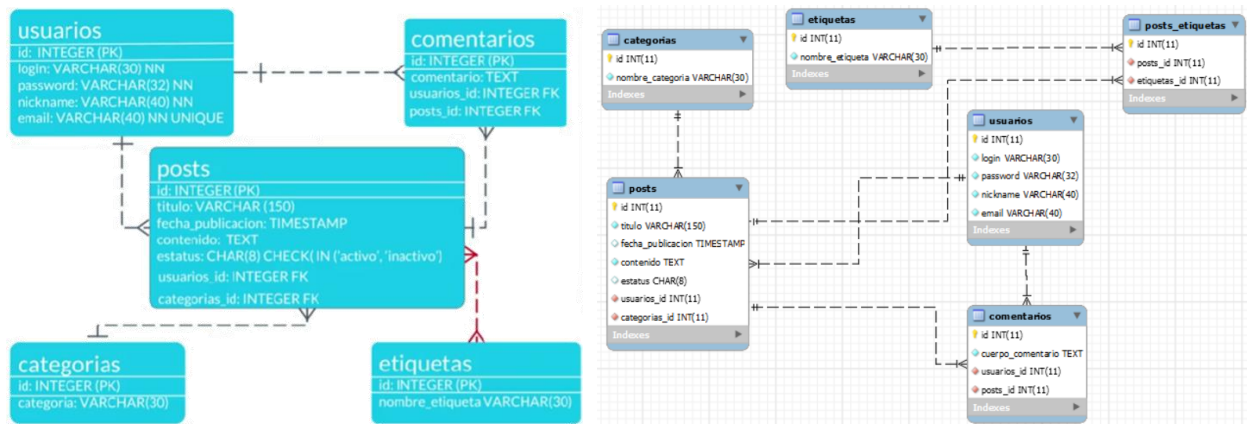 usuarios
id: INTEGER (PK)
login: VARCHAR(30) NN
password: VARCHAR(32) NN
nickname: VARCHAR(40) NN
email: VARCHAR(40) NN UNIQUE
comentarios
id: INTEGER (PK)
comentario: TEXT
usuarios_id: INTEGER FK
posts_id: INTEGER FK
posts
id: INTEGER (PK)
titulo: VARCHAR (150)
fecha_publicacion: TIMESTAMP
contenido: TEXT
estatus: CHAR(8) CHECK( IN ('activo', 'inactivo')
usuarios_id: INTEGER FK
categorias_id: INTEGER FK
categorias
id: INTEGER (PK)
categoria: VARCHAR(30)
etiquetas
id: INTEGER (PK)
nombre_etiqueta VARCHAR(30)
categorias
id INT(11)
nombre_categoria VARCHAR(30)
Indexes
etiquetas
id INT(11)
nombre_etiqueta VARCHAR(30)
Indexes
posts_etiquetas
id INT(11)
posts_id INT(11)
etiquetas_id INT(11)
Indexes
usuarios
id INT(11)
login VARCHAR(30)
password VARCHAR(32)
nickname VARCHAR(40)
email VARCHAR(40)
Indexes
posts
id INT(11)
titulo VARCHAR(150)
fecha_publicacion TIMESTAMP
contenido TEXT
estatus CHAR(8)
usuarios_id INT(11)
categorias_id INT(11)
Indexes
comentarios
id INT(11)
cuerpo_comentario TEXT
usuarios_id INT(11)
posts_id INT(11)
Indexes